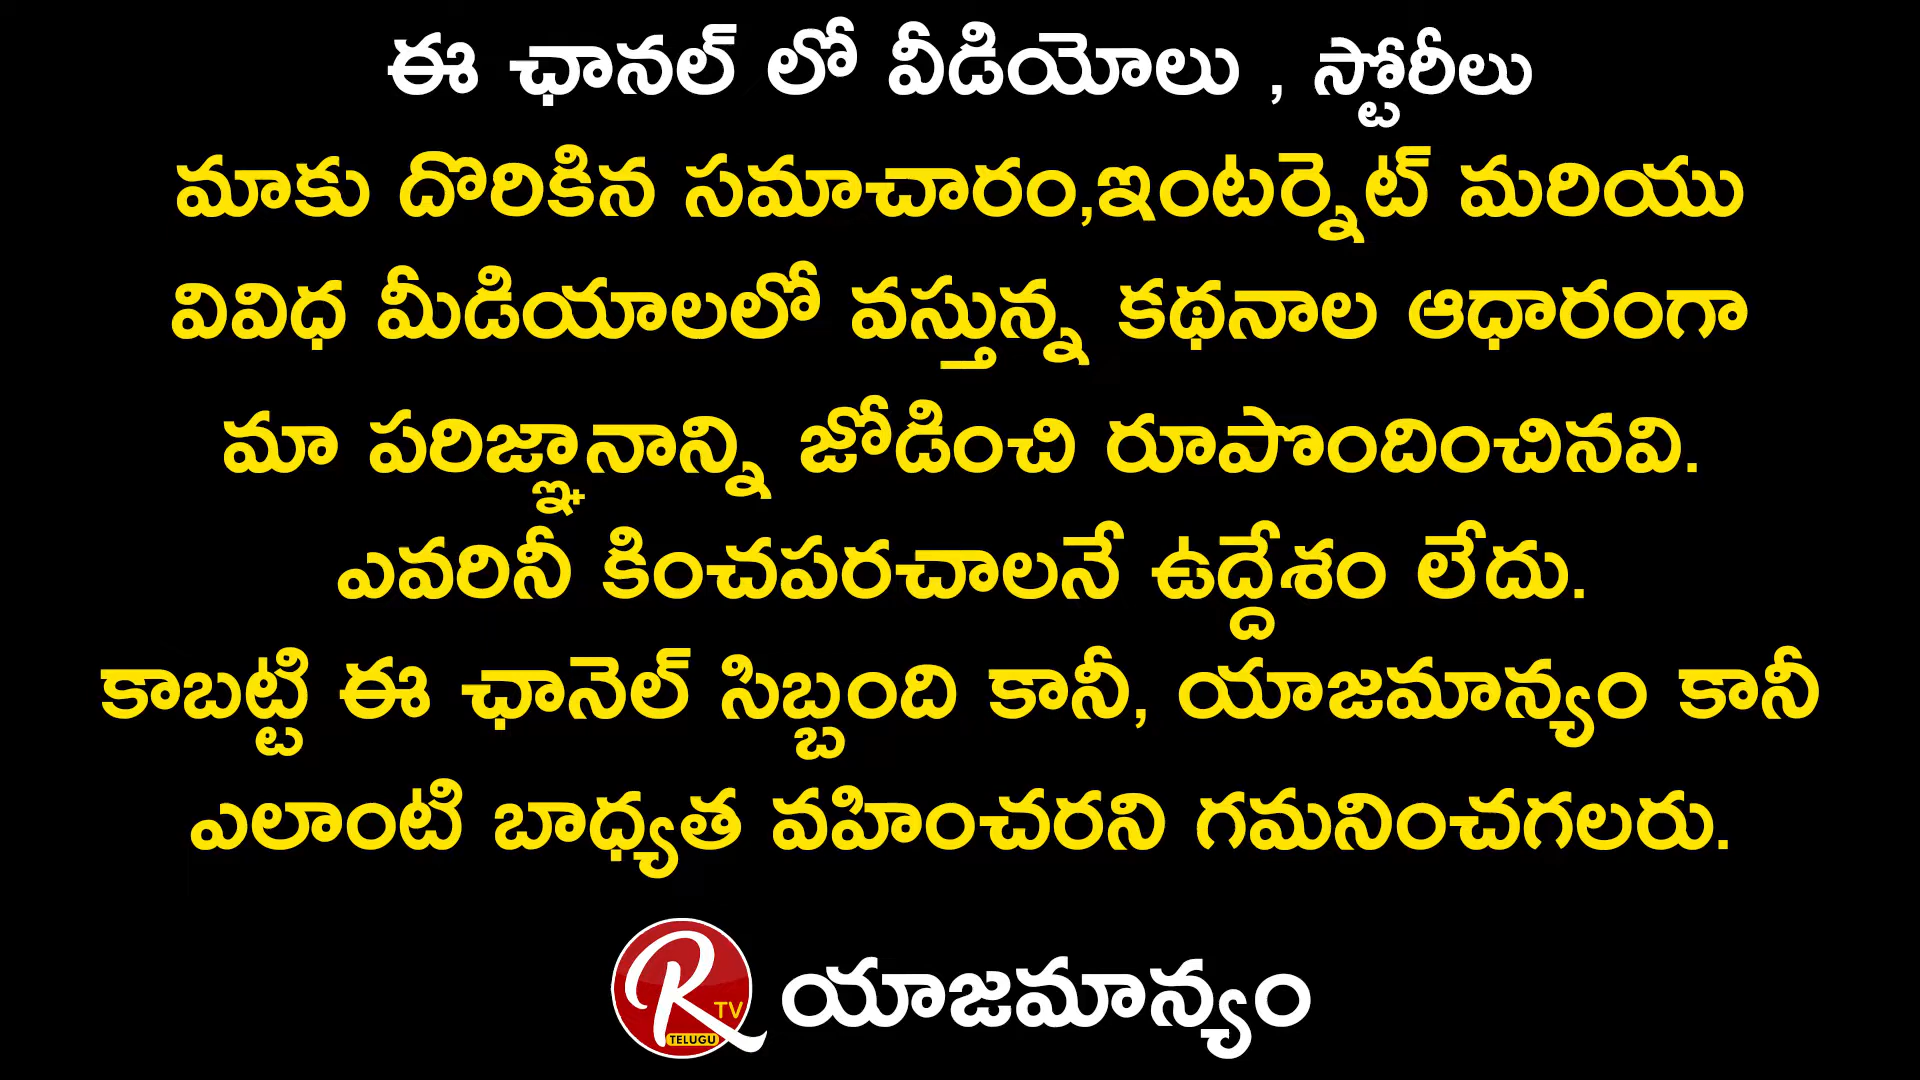 ఈ ఛానల్ లో వీడియోలు , స్టోరీలు
మాకు దొరికిన సమాచారం,ఇంటర్నెట్ మరియు
వివిధ మీడియాలలో వస్తున్న కథనాల ఆధారంగా
మా పరిజ్ఞానాన్ని జోడించి రూపొందించినవి.
ఎవరినీ కించపరచాలనే ఉద్దేశం లేదు.
కాబట్టి ఈ ఛానెల్ సిబ్బంది కానీ, యాజమాన్యం కానీ
ఎలాంటి బాధ్యత వహించరని గమనించగలరు.
R TV TELUGU యాజమాన్యం